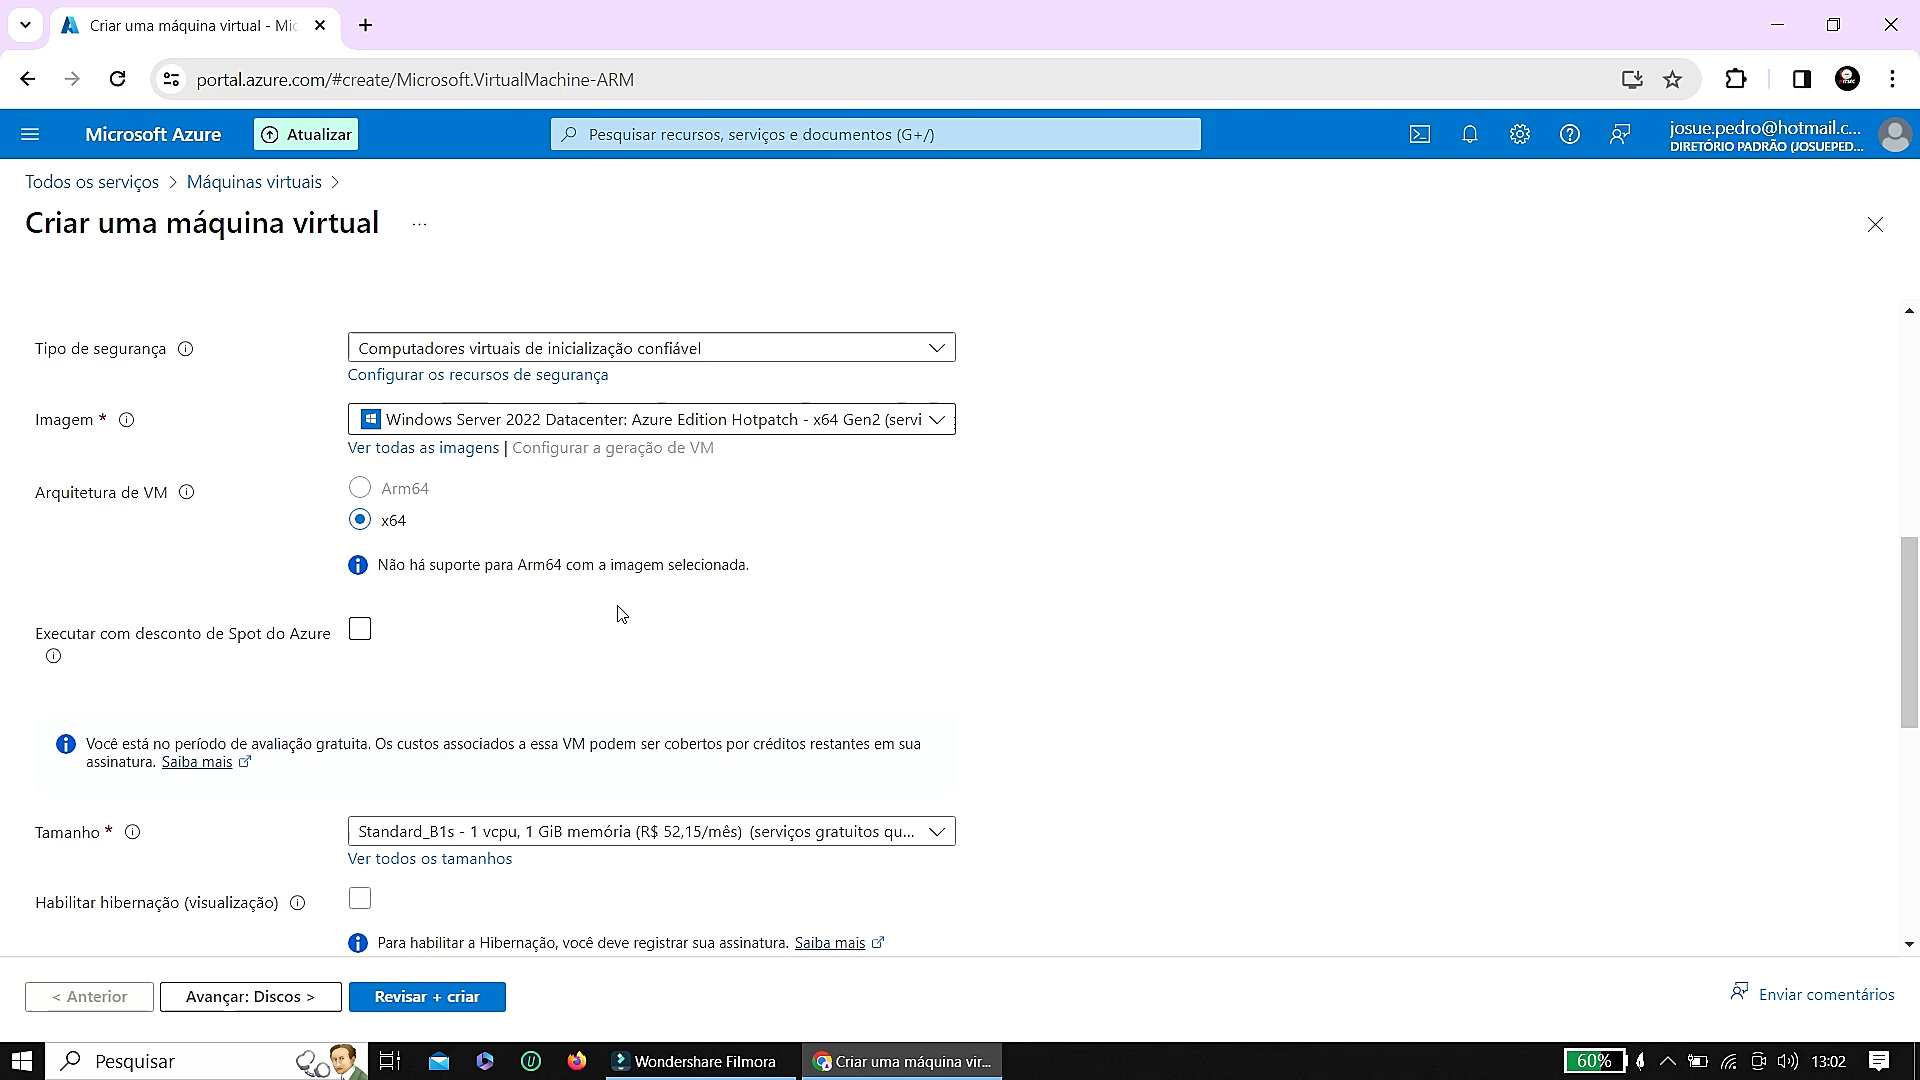 Criar uma máquina virtual - Mic
portal.azure.com/#create/Microsoft.VirtualMachine-ARM
Microsoft Azure
Atualizar
Pesquisar recursos, serviços e documentos (G+/)
josue.pedro@hotmail.c...
DIRETÓRIO PADRÃO (JOSUEPED...
Todos os serviços > Máquinas virtuais >
Criar uma máquina virtual ...
Tipo de segurança
Computadores virtuais de inicialização confiável
Configurar os recursos de segurança
Imagem *
Windows Server 2022 Datacenter: Azure Edition Hotpatch - x64 Gen2 (servi
Ver todas as imagens | Configurar a geração de VM
Arquitetura de VM
Arm64
x64
Não há suporte para Arm64 com a imagem selecionada.
Executar com desconto de Spot do Azure
Você está no período de avaliação gratuita. Os custos associados a essa VM podem ser cobertos por créditos restantes em sua
assinatura. Saiba mais
Tamanho *
Standard_B1s - 1 vcpu, 1 GiB memória (R$ 52,15/mês) (serviços gratuitos qu...
Ver todos os tamanhos
Habilitar hibernação (visualização)
Para habilitar a Hibernação, você deve registrar sua assinatura. Saiba mais
< Anterior
Avançar: Discos >
Revisar + criar
Enviar comentários
Pesquisar
Wondershare Filmora
Criar uma máquina vir...
60%
13:02